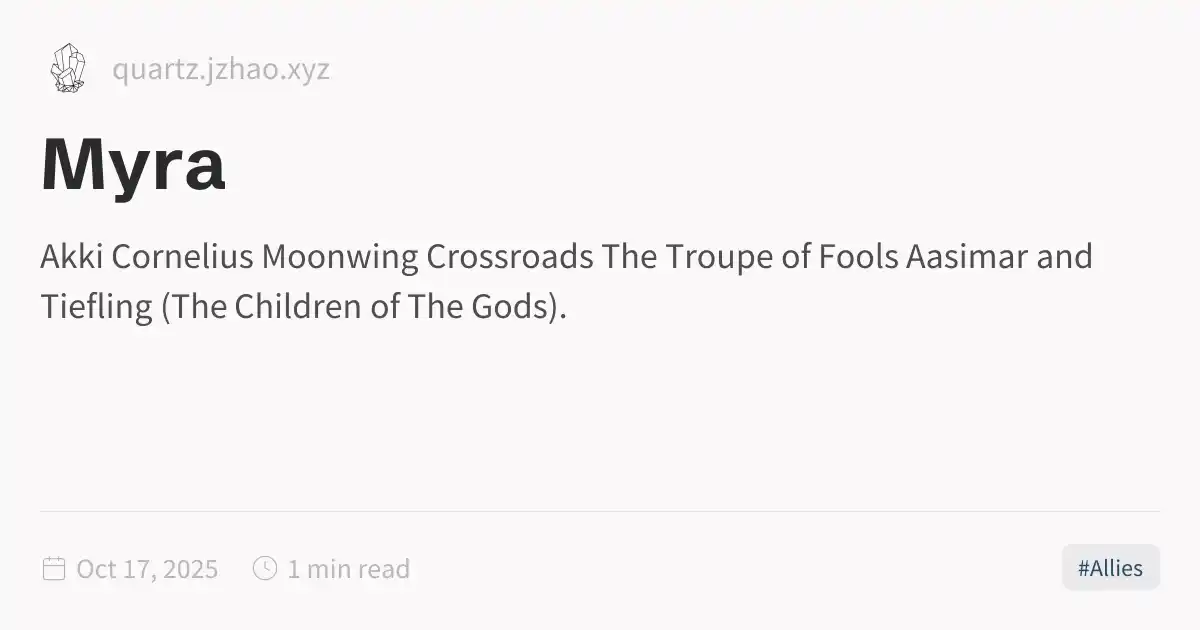 quartz.jzhao.xyz
Myra
Akki Cornelius Moonwing Crossroads The Troupe of Fools Aasimar and
Tiefling (The Children of The Gods).
Oct 17, 2025
1 min read
#Allies